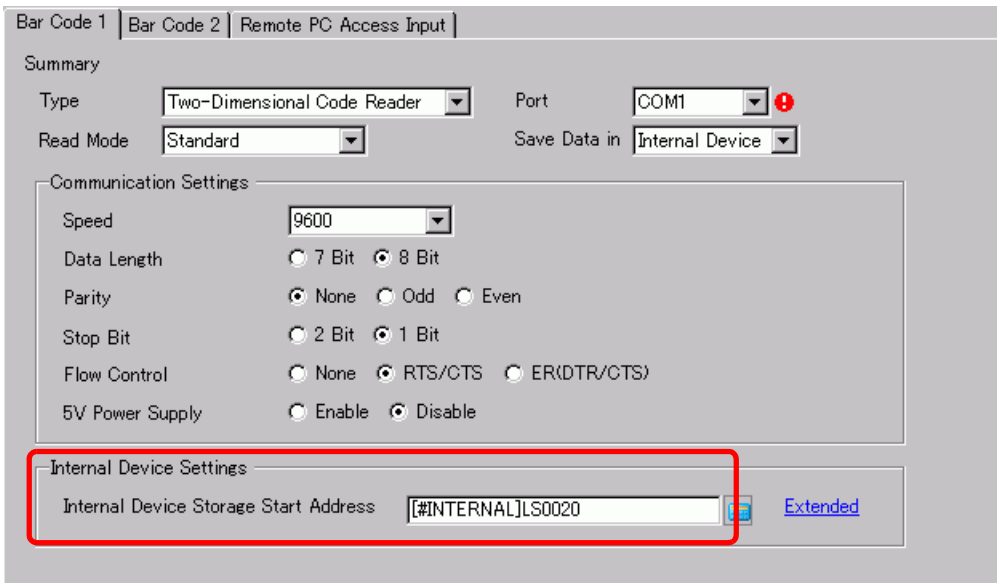 Bar Code 1 Bar Code 2 Remote PC Access Input
Summary
Type Two-Dimensional Code Reader Port COM1
Read Mode Standard Save Data in Internal Device
Communication Settings
Speed 9600
Data Length 7 Bit 8 Bit
Parity None Odd Even
Stop Bit 2 Bit 1 Bit
Flow Control None RTS/CTS ER(DTR/CTS)
5V Power Supply Enable Disable
Internal Device Settings
Internal Device Storage Start Address [#INTERNAL]LS0020 Extended